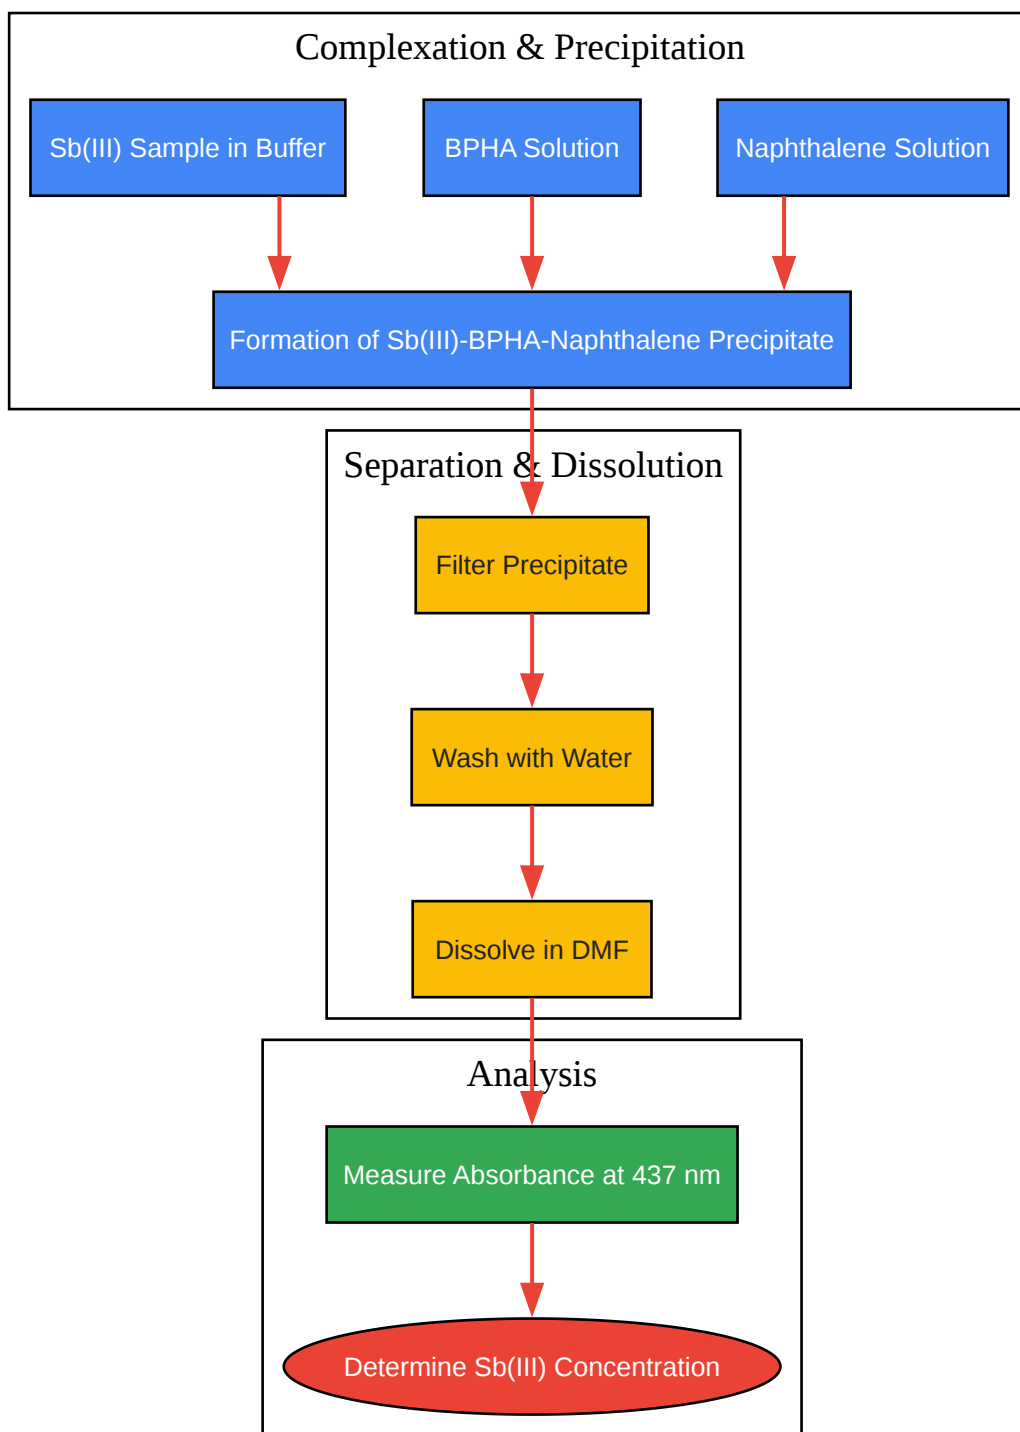 Complexation & Precipitation
Sb(III) Sample in Buffer
BPHA Solution
Naphthalene Solution
Formation of Sb(III)-BPHA-Naphthalene Precipitate
Separation & Dissolution
Filter Precipitate
Wash with Water
Dissolve in DMF
Analysis
Measure Absorbance at 437 nm
Determine Sb(III) Concentration